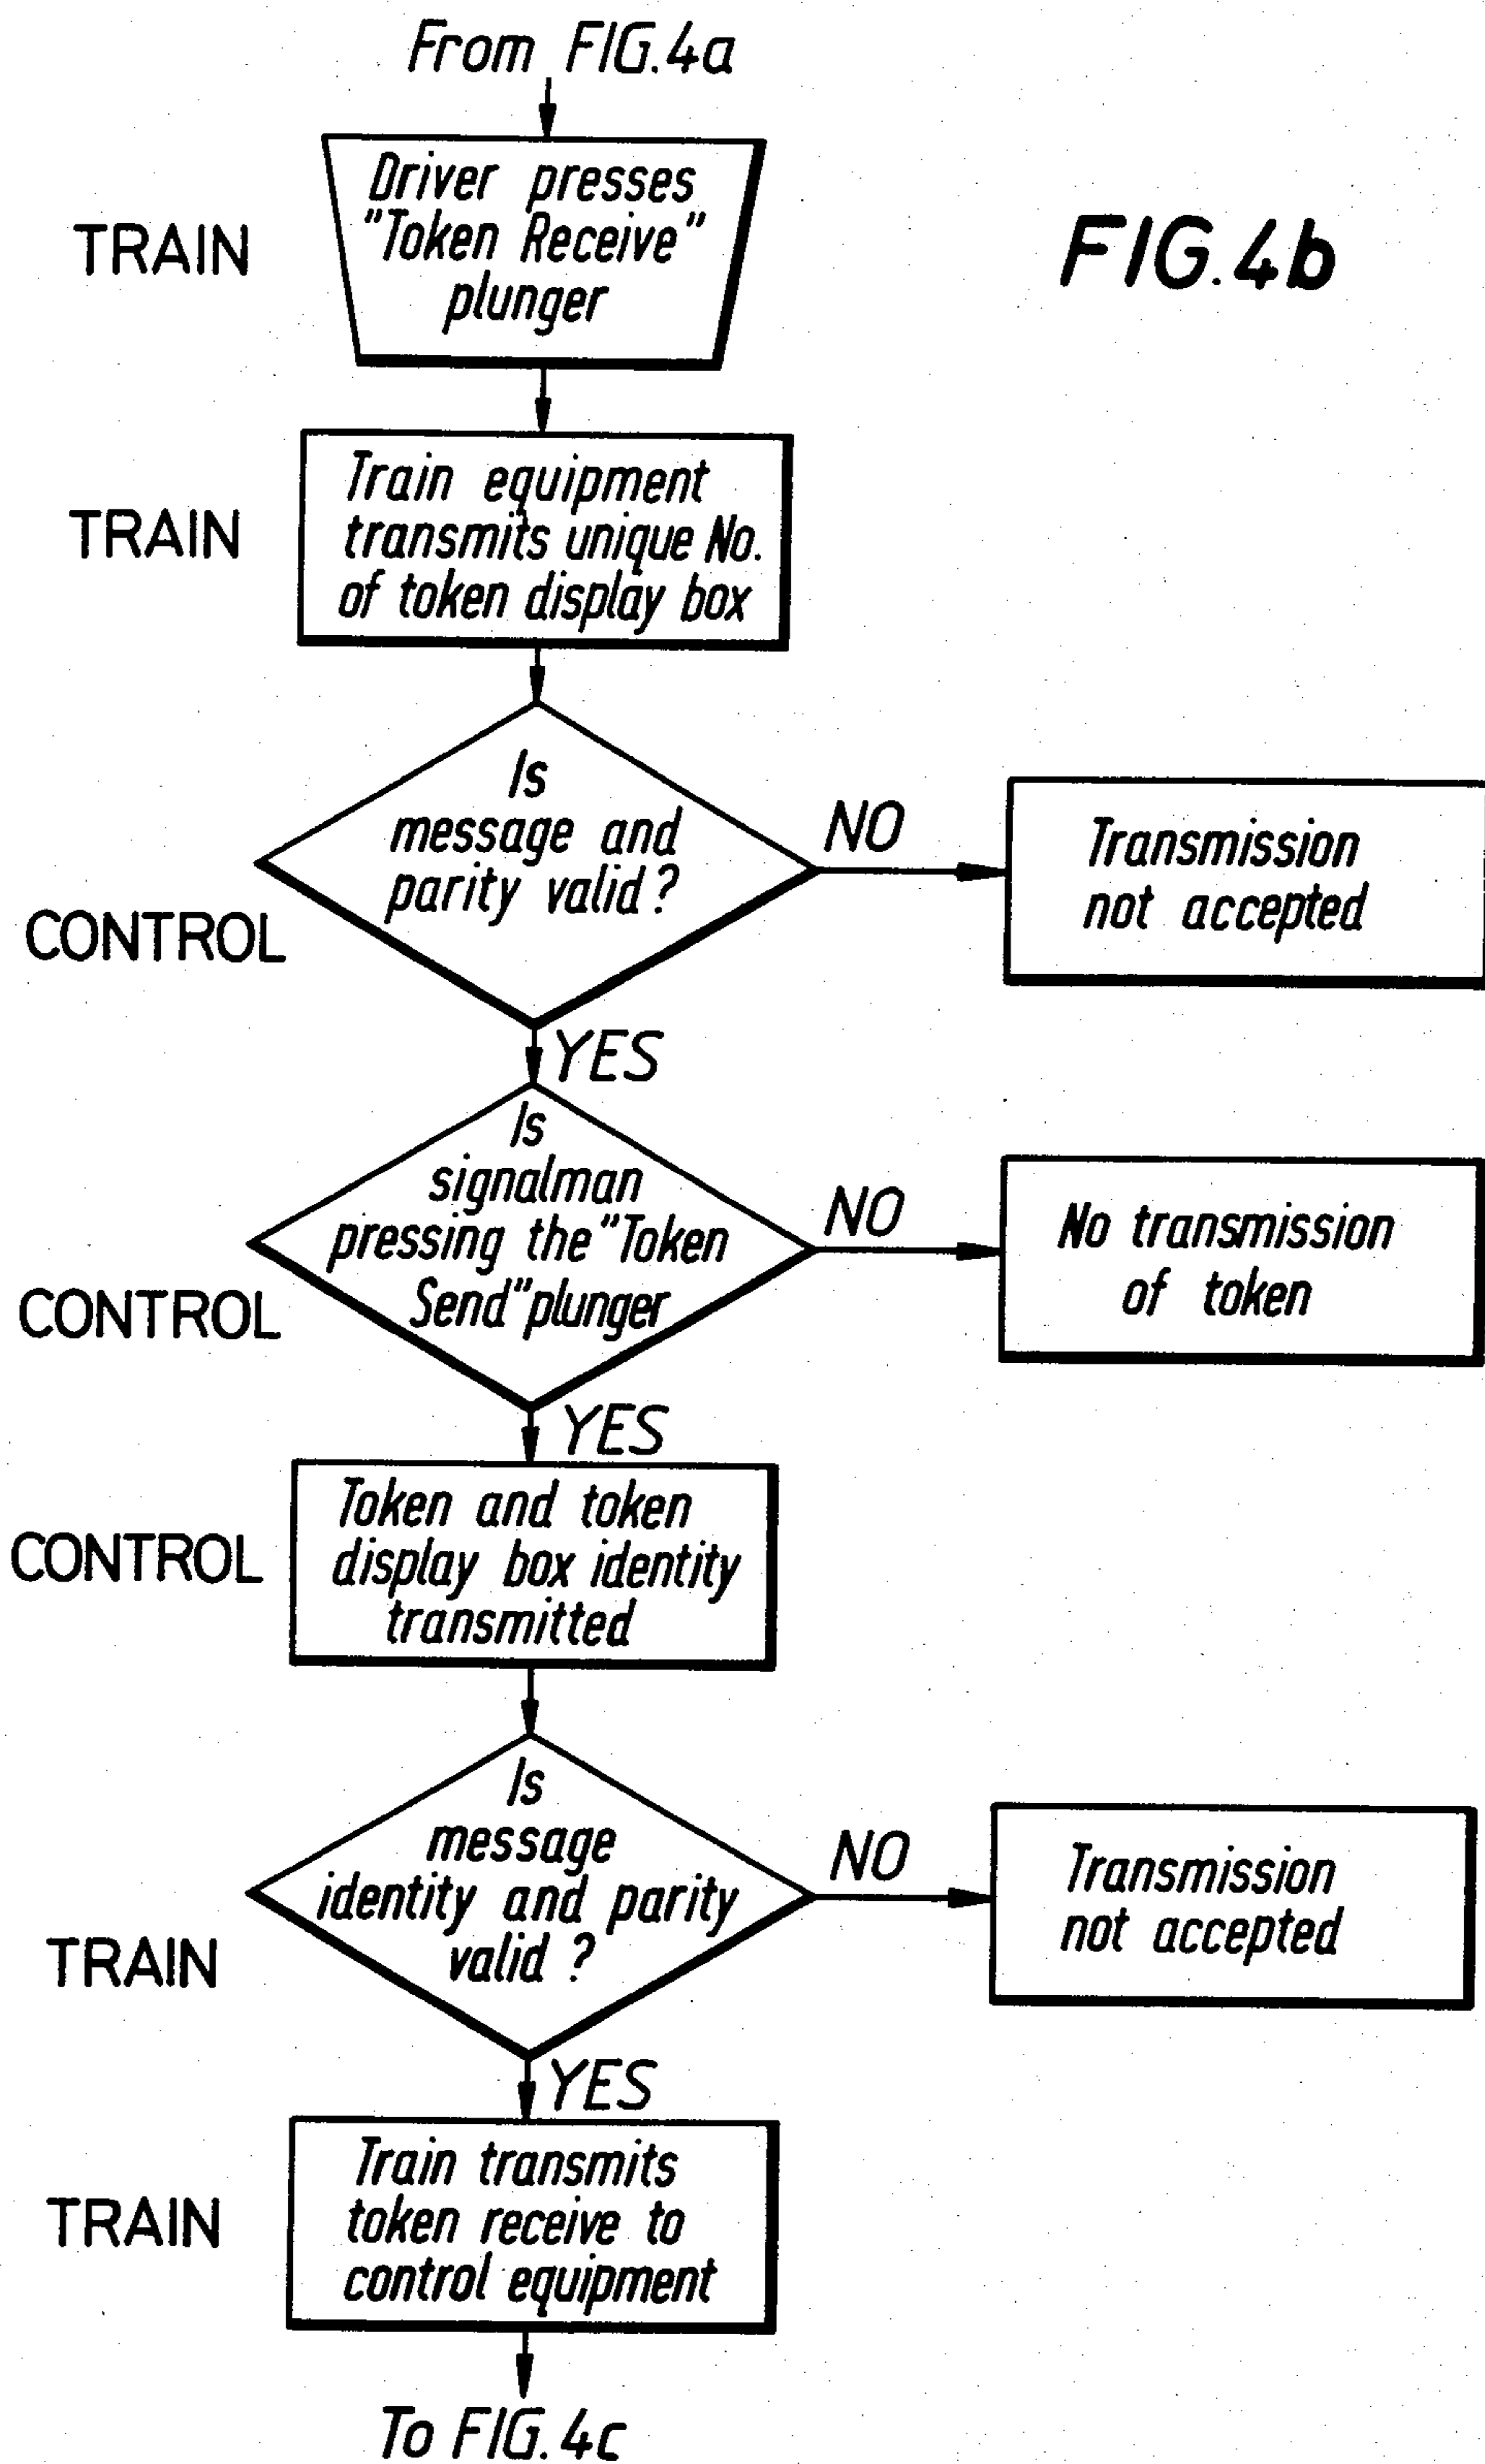 From FIG.4a
FIG.4b
TRAIN
Driver presses
"Token Receive"
plunger
TRAIN
Train equipment
transmits unique No.
of token display box
CONTROL
Is
message and
parity valid?
NO
Transmission
not accepted
YES
CONTROL
Is
signalman
pressing the "Token
Send" plunger
NO
No transmission
of token
YES
CONTROL
Token and token
display box identity
transmitted
TRAIN
Is
message
identity and parity
valid ?
NO
Transmission
not accepted
YES
TRAIN
Train transmits
token receive to
control equipment
To FIG.4c